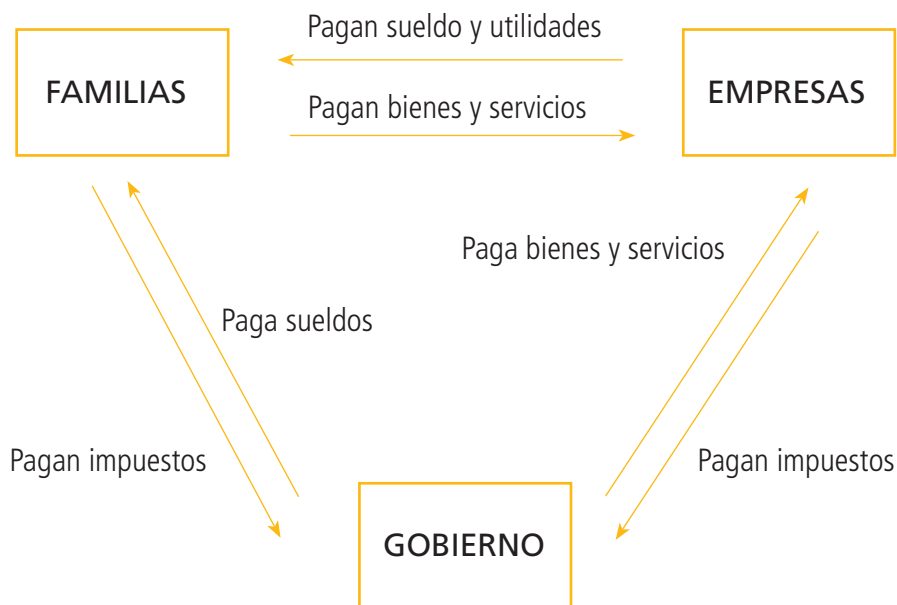 Pagan sueldo y utilidades
FAMILIAS
EMPRESAS
Pagan bienes y servicios
Paga bienes y servicios
Paga sueldos
Pagan impuestos
Pagan impuestos
GOBIERNO